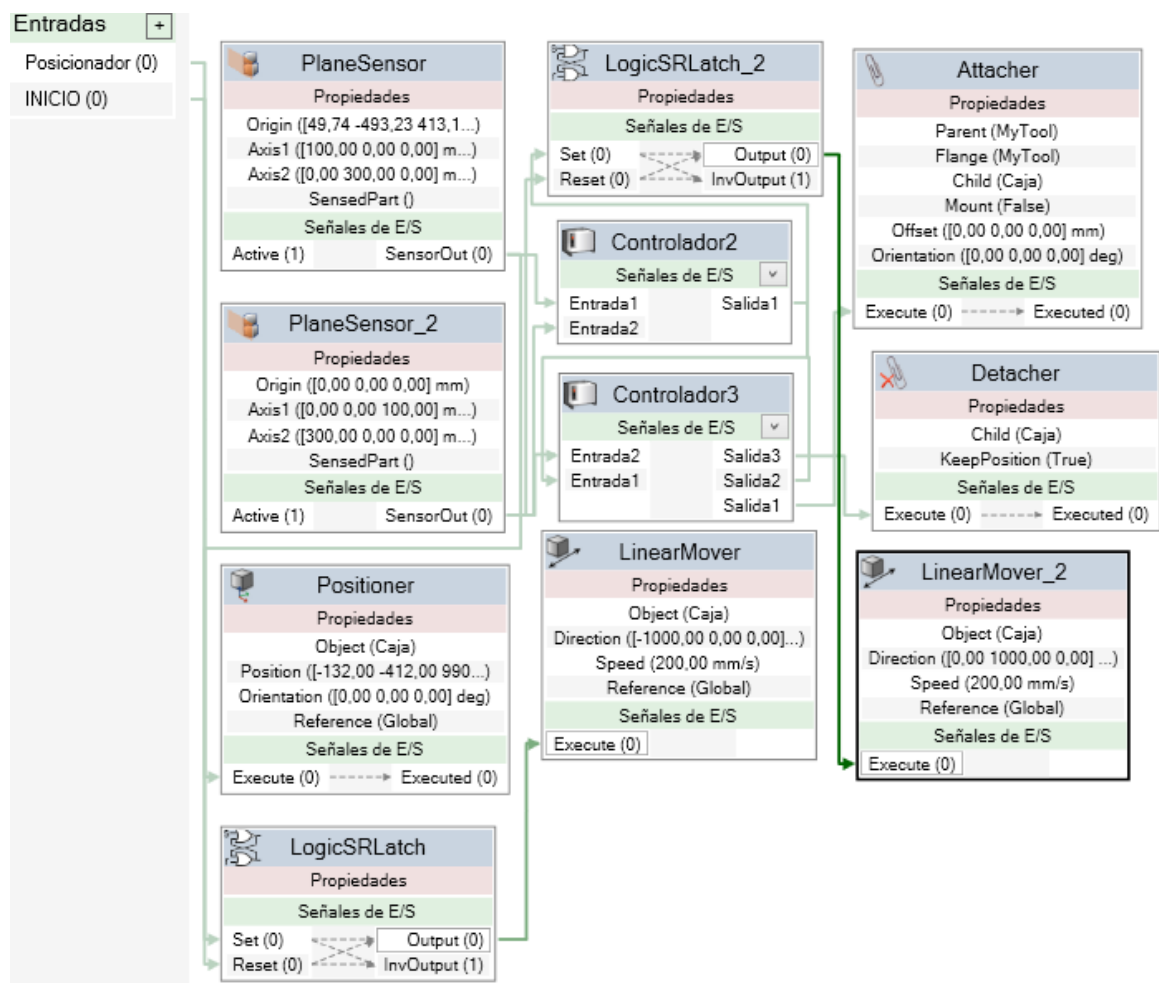 Entradas +
Posicionador (0)
INICIO (0)
PlaneSensor
Propiedades
Origin ([49,74 -493,23 413,1...)
Axis1 ([100,00 0,00 0,00] m...)
Axis2 ([0,00 300,00 0,00] m...)
SensedPart ()
Señales de E/S
Active (1) SensorOut (0)
PlaneSensor_2
Propiedades
Origin ([0,00 0,00 0,00] mm)
Axis1 ([0,00 0,00 100,00] m...)
Axis2 ([300,00 0,00 0,00] m...)
SensedPart ()
Señales de E/S
Active (1) SensorOut (0)
Positioner
Propiedades
Object (Caja)
Position ([-132,00 -412,00 990...)
Orientation ([0,00 0,00 0,00] deg)
Reference (Global)
Señales de E/S
Execute (0) Executed (0)
LogicSRLatch
Propiedades
Señales de E/S
Set (0) Output (0)
Reset (0) InvOutput (1)
LogicSRLatch_2
Propiedades
Señales de E/S
Set (0) Output (0)
Reset (0) InvOutput (1)
Controlador2
Señales de E/S
Entrada1 Salida1
Entrada2
Controlador3
Señales de E/S
Entrada2 Salida3
Entrada1 Salida2
Salida1
LinearMover
Propiedades
Object (Caja)
Direction ([-1000,00 0,00 0,00]...)
Speed (200,00 mm/s)
Reference (Global)
Señales de E/S
Execute (0)
Attacher
Propiedades
Parent (MyTool)
Flange (MyTool)
Child (Caja)
Mount (False)
Offset ([0,00 0,00 0,00] mm)
Orientation ([0,00 0,00 0,00] deg)
Señales de E/S
Execute (0) Executed (0)
Detacher
Propiedades
Child (Caja)
KeepPosition (True)
Señales de E/S
Execute (0) Executed (0)
LinearMover_2
Propiedades
Object (Caja)
Direction ([0,00 1000,00 0,00] ...)
Speed (200,00 mm/s)
Reference (Global)
Señales de E/S
Execute (0)